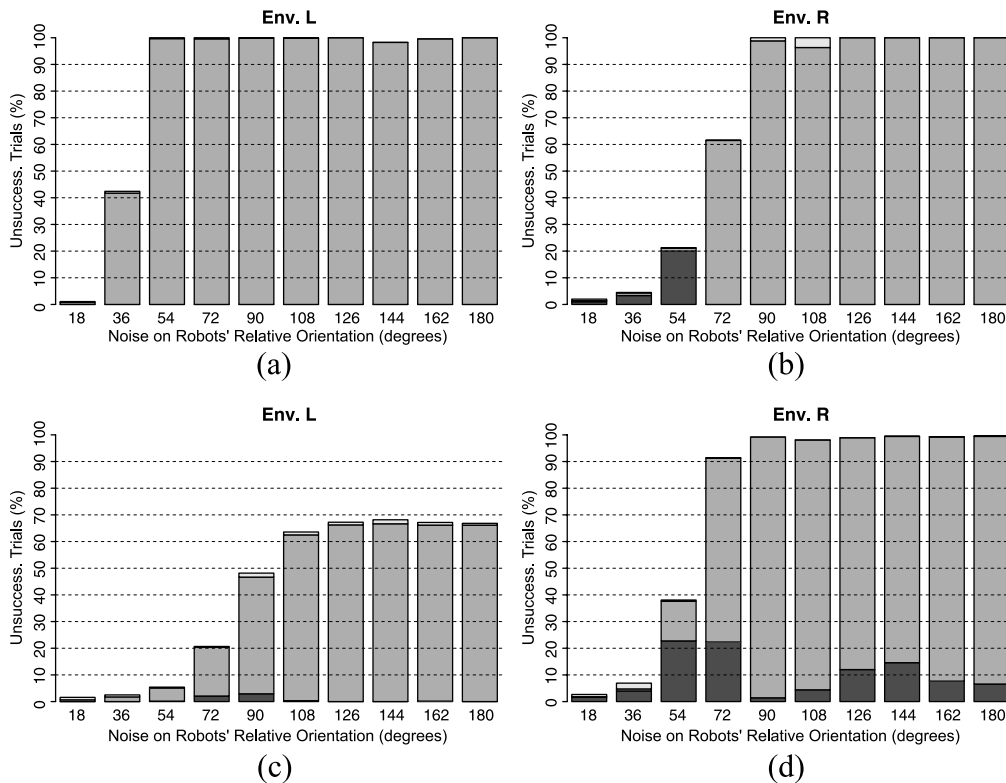 Env. L
Unsuccess. Trials (%)
0 10 20 30 40 50 60 70 80 90 100
18 36 54 72 90 108 126 144 162 180
Noise on Robots' Relative Orientation (degrees)
(a)
Env. R
Unsuccess. Trials (%)
0 10 20 30 40 50 60 70 80 90 100
18 36 54 72 90 108 126 144 162 180
Noise on Robots' Relative Orientation (degrees)
(b)
Env. L
Unsuccess. Trials (%)
0 10 20 30 40 50 60 70 80 90 100
18 36 54 72 90 108 126 144 162 180
Noise on Robots' Relative Orientation (degrees)
(c)
Env. R
Unsuccess. Trials (%)
0 10 20 30 40 50 60 70 80 90 100
18 36 54 72 90 108 126 144 162 180
Noise on Robots' Relative Orientation (degrees)
(d)